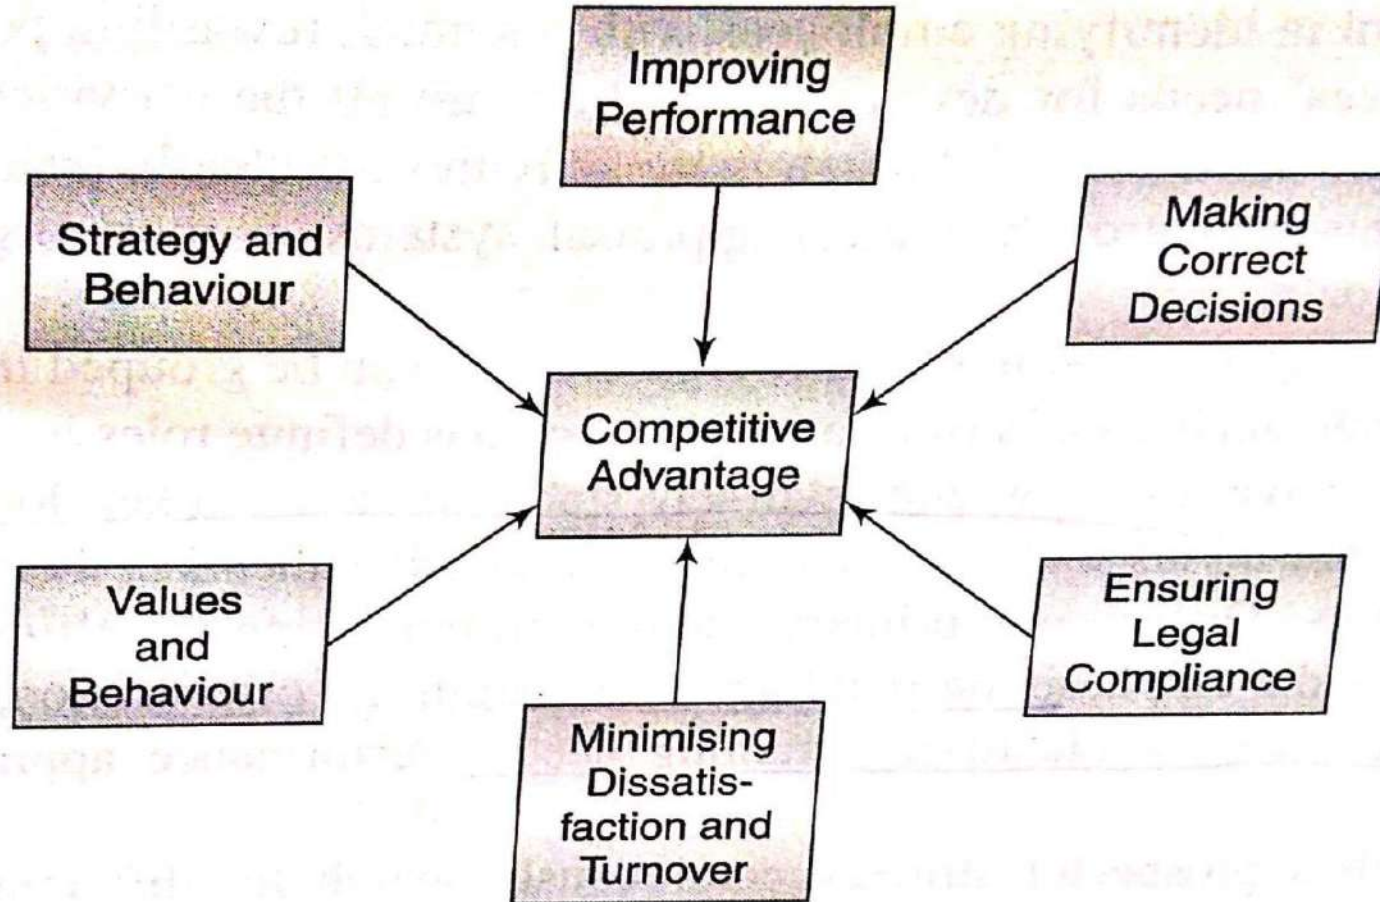 Improving
Performance
Strategy and
Behaviour
Making
Correct
Decisions
Competitive
Advantage
Values
and
Behaviour
Ensuring
Legal
Compliance
Minimising
Dissatis-
faction and
Turnover